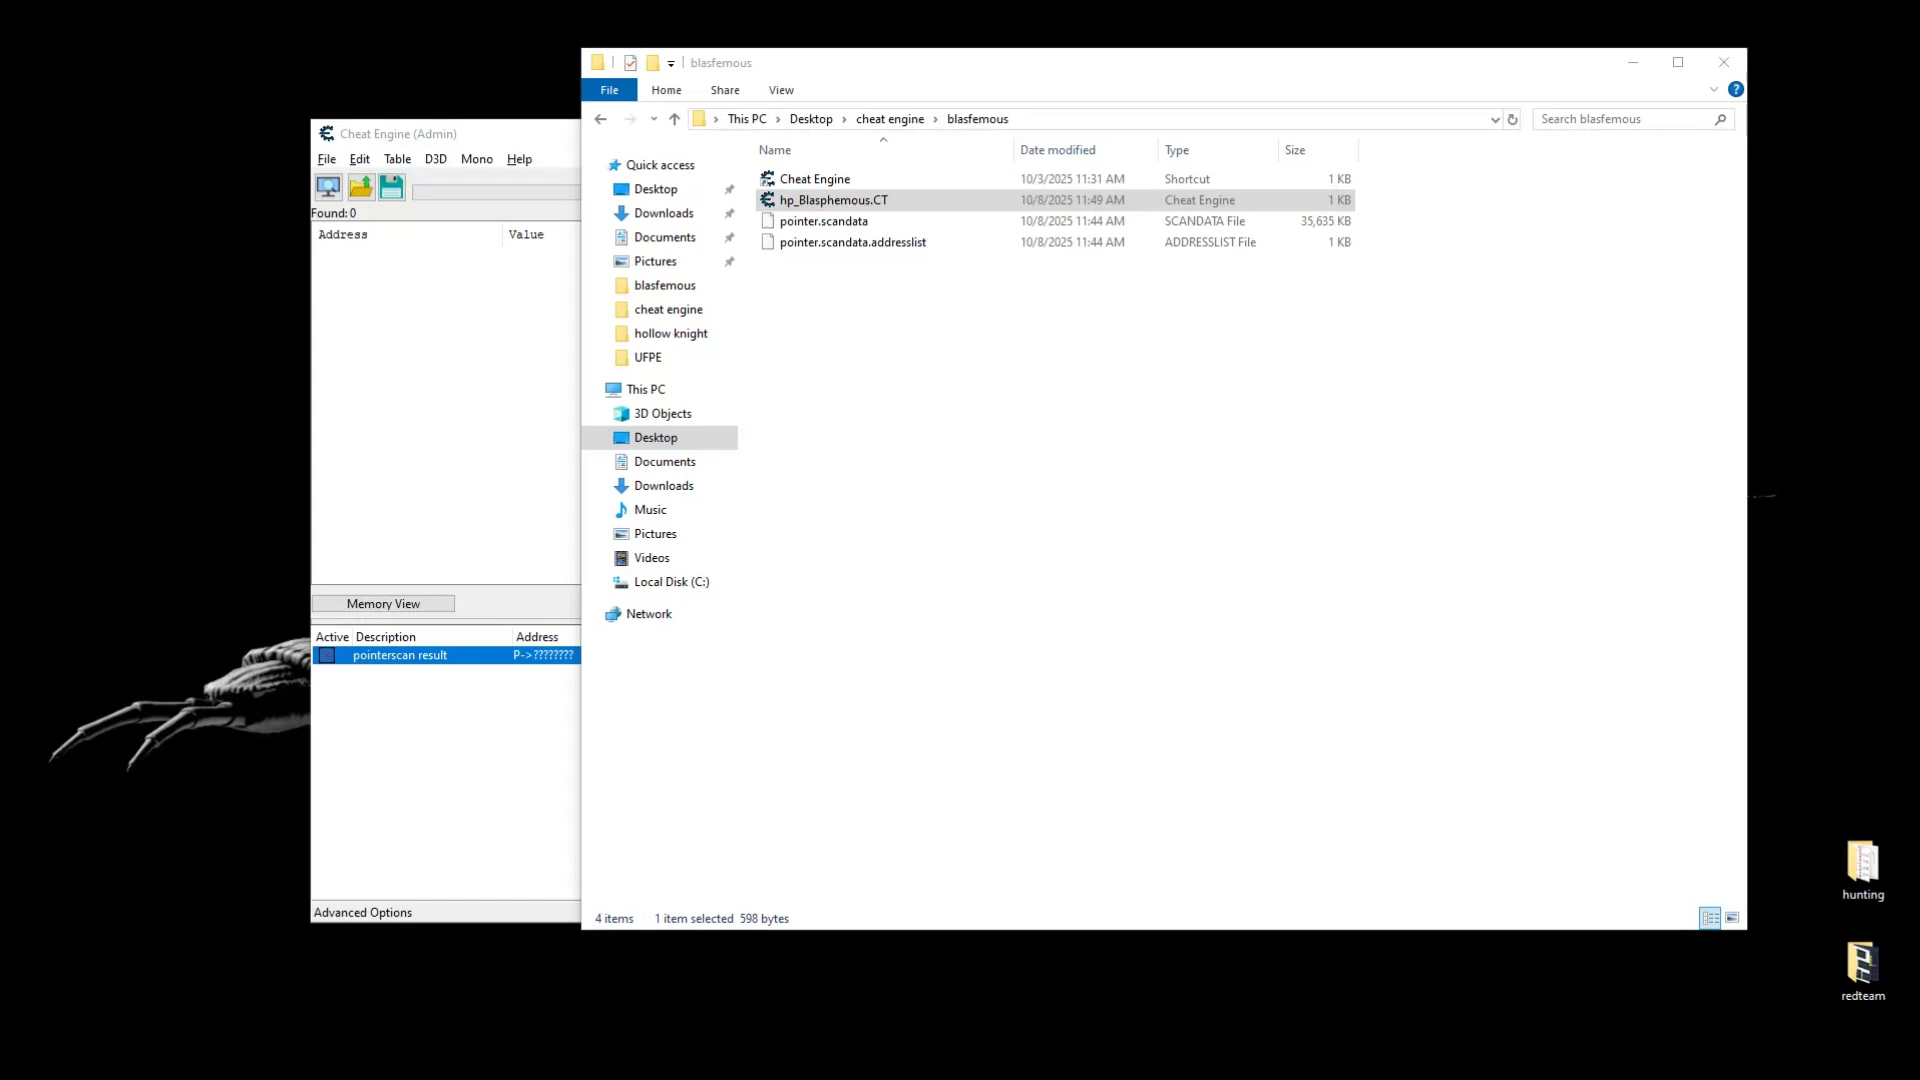 blasfemous
File Home Share View
This PC Desktop cheat engine blasfemous
Search blasfemous
Name Date modified Type Size
Cheat Engine 10/3/2025 11:31 AM Shortcut 1 KB
hp_Blasphemous.CT 10/8/2025 11:49 AM Cheat Engine 1 KB
pointer.scandata 10/8/2025 11:44 AM SCANDATA File 35,635 KB
pointer.scandata.addresslist 10/8/2025 11:44 AM ADDRESSLIST File 1 KB
Quick access
Desktop
Downloads
Documents
Pictures
blasfemous
cheat engine
hollow knight
UFPE
This PC
3D Objects
Desktop
Documents
Downloads
Music
Pictures
Videos
Local Disk (C:)
Network
4 items 1 item selected 598 bytes
Cheat Engine (Admin)
File Edit Table D3D Mono Help
Found: 0
Address Value
Memory View
Active Description Address
pointerscan result P->????????
Advanced Options
hunting
redteam